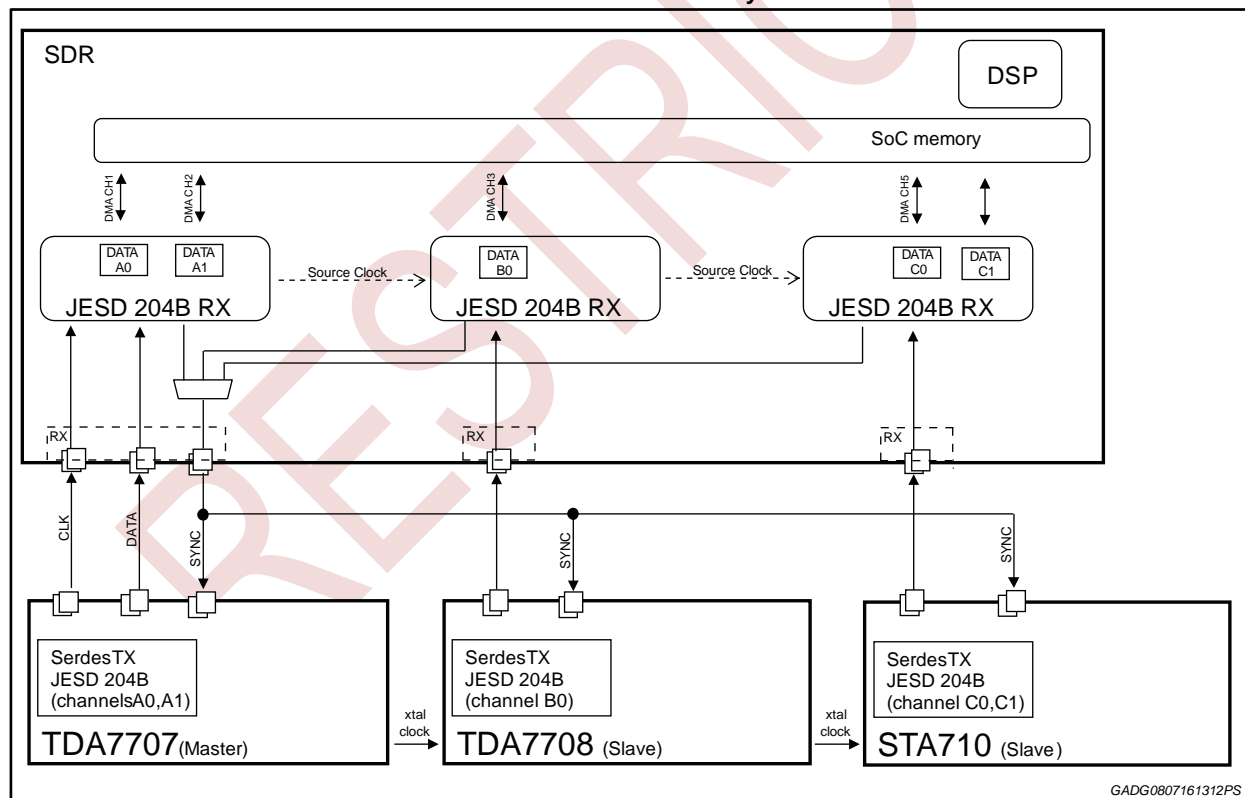 SDR
DSP
SoC memory
DMA CH1
DMA CH2
DMA CH3
DMA CH5
DATA
A0
DATA
A1
DATA
B0
DATA
C0
DATA
C1
Source Clock
Source Clock
JESD 204B RX
JESD 204B RX
JESD 204B RX
RX
RX
RX
CLK
DATA
SYNC
SYNC
SYNC
SerdesTX
JESD 204B
(channelsA0,A1)
TDA7707(Master)
xtal
clock
SerdesTX
JESD 204B
(channel B0)
TDA7708 (Slave)
xtal
clock
SerdesTX
JESD 204B
(channel C0,C1)
STA710 (Slave)
GADG0807161312PS